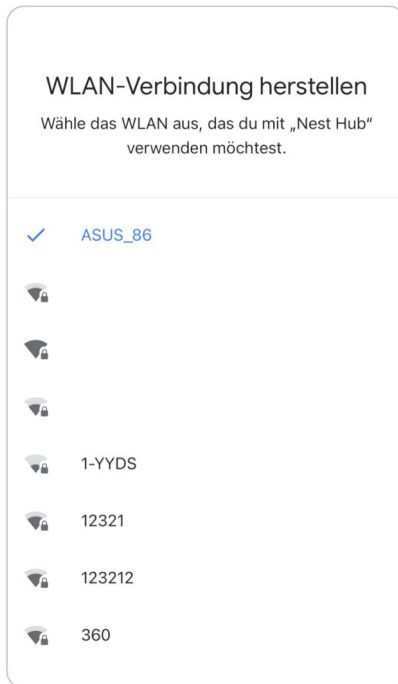 WLAN-Verbindung herstellen
Wähle das WLAN aus, das du mit „Nest Hub“
verwenden möchtest.
ASUS_86
1-YYDS
12321
123212
360